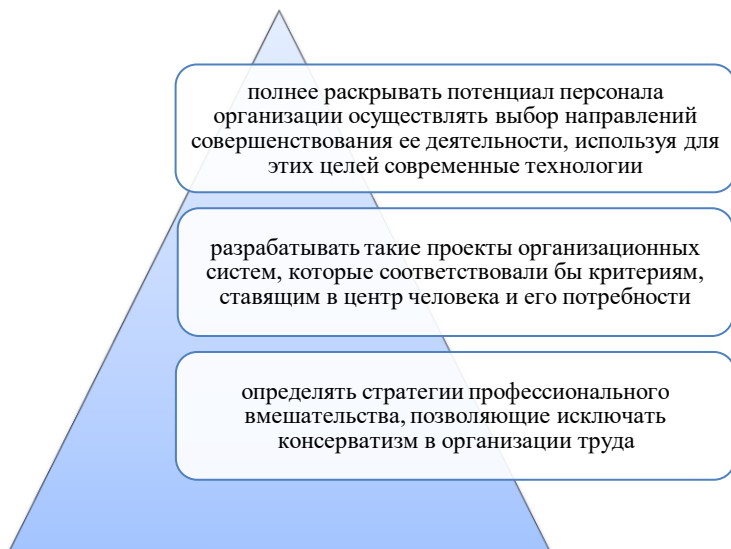 полнее раскрывать потенциал персонала
организации осуществлять выбор направлений
совершенствования ее деятельности, используя для
этих целей современные технологии
разрабатывать такие проекты организационных
систем, которые соответствовали бы критериям,
ставящим в центр человека и его потребности
определять стратегии профессионального
вмешательства, позволяющие исключать
консерватизм в организации труда